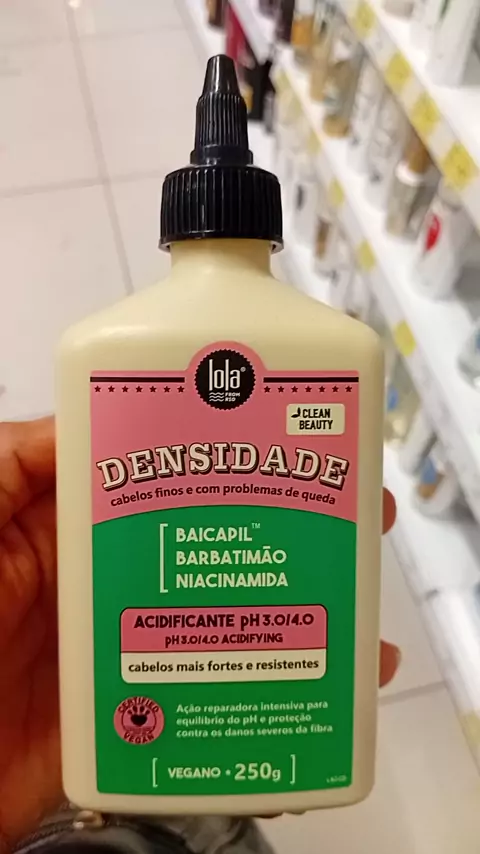 lola®
FROM
RIO
CLEAN
BEAUTY
DENSIDADE
cabelos finos e com problemas de queda
BAICAPIL™
BARBATIMÃO
NIACINAMIDA
ACIDIFICANTE pH 3.0/4.0
pH 3.0/4.0 ACIDIFYING
cabelos mais fortes e resistentes
CERTIFIED
VEGAN
Ação reparadora intensiva para
equilíbrio do pH e proteção
contra os danos severos da fibra
[ VEGANO • 250g ]